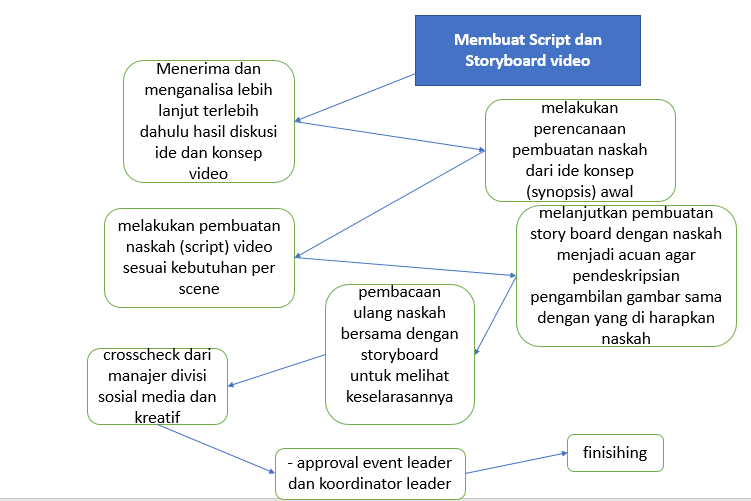 Membuat Script dan
Storyboard video
Menerima dan
menganalisa lebih
lanjut terlebih
dahulu hasil diskusi
ide dan konsep
video
melakukan
perencanaan
pembuatan naskah
dari ide konsep
(synopsis) awal
melakukan pembuatan
naskah (script) video
sesuai kebutuhan per
scene
melanjutkan pembuatan
story board dengan naskah
menjadi acuan agar
pendeskripsian
pengambilan gambar sama
dengan yang di harapkan
naskah
pembacaan
ulang naskah
bersama dengan
storyboard
untuk melihat
keselarasannya
crosscheck dari
manajer divisi
sosial media dan
kreatif
- approval event leader
dan koordinator leader
finisihing